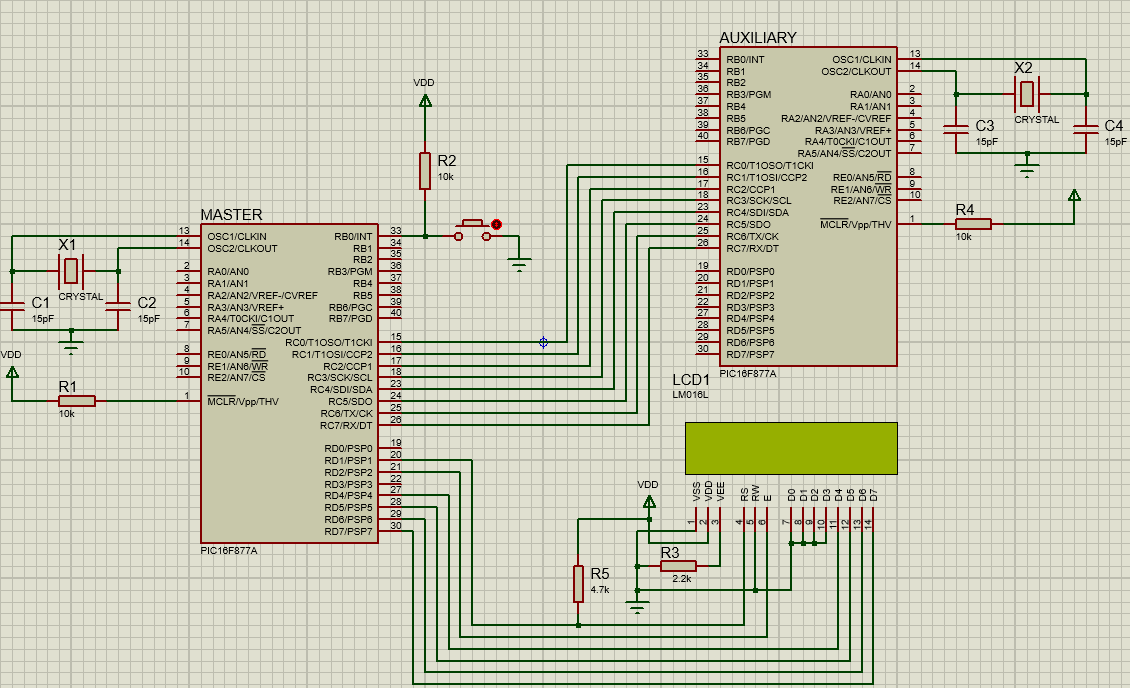 MASTER
13 OSC1/CLKIN RB0/INT 33
14 OSC2/CLKOUT RB1 34
RB2 35
2 RA0/AN0 RB3/PGM 36
3 RA1/AN1 RB4 37
4 RA2/AN2/VREF-/CVREF RB5 38
5 RA3/AN3/VREF+ RB6/PGC 39
6 RA4/T0CKI/C1OUT RB7/PGD 40
7 RA5/AN4/SS/C2OUT
RC0/T1OSO/T1CKI 15
8 RE0/AN5/RD RC1/T1OSI/CCP2 16
9 RE1/AN6/WR RC2/CCP1 17
10 RE2/AN7/CS RC3/SCK/SCL 18
RC4/SDI/SDA 23
1 MCLR/Vpp/THV RC5/SDO 24
RC6/TX/CK 25
RC7/RX/DT 26
RD0/PSP0 19
RD1/PSP1 20
RD2/PSP2 21
RD3/PSP3 22
RD4/PSP4 27
RD5/PSP5 28
RD6/PSP6 29
RD7/PSP7 30
PIC16F877A
X1
CRYSTAL
C1
15pF
C2
15pF
VDD
R1
10k
VDD
R2
10k
AUXILIARY
33 RB0/INT OSC1/CLKIN 13
34 RB1 OSC2/CLKOUT 14
35 RB2
36 RB3/PGM RA0/AN0 2
37 RB4 RA1/AN1 3
38 RB5 RA2/AN2/VREF-/CVREF 4
39 RB6/PGC RA3/AN3/VREF+ 5
40 RB7/PGD RA4/T0CKI/C1OUT 6
RA5/AN4/SS/C2OUT 7
15 RC0/T1OSO/T1CKI
16 RC1/T1OSI/CCP2 RE0/AN5/RD 8
17 RC2/CCP1 RE1/AN6/WR 9
18 RC3/SCK/SCL RE2/AN7/CS 10
23 RC4/SDI/SDA
24 RC5/SDO MCLR/Vpp/THV 1
25 RC6/TX/CK
26 RC7/RX/DT
19 RD0/PSP0
20 RD1/PSP1
21 RD2/PSP2
22 RD3/PSP3
27 RD4/PSP4
28 RD5/PSP5
29 RD6/PSP6
30 RD7/PSP7
PIC16F877A
X2
CRYSTAL
C3
15pF
C4
15pF
R4
10k
LCD1
LM016L
VSS VDD VEE RS RW E D0 D1 D2 D3 D4 D5 D6 D7
1 2 3 4 5 6 7 8 9 10 11 12 13 14
VDD
R3
2.2k
R5
4.7k